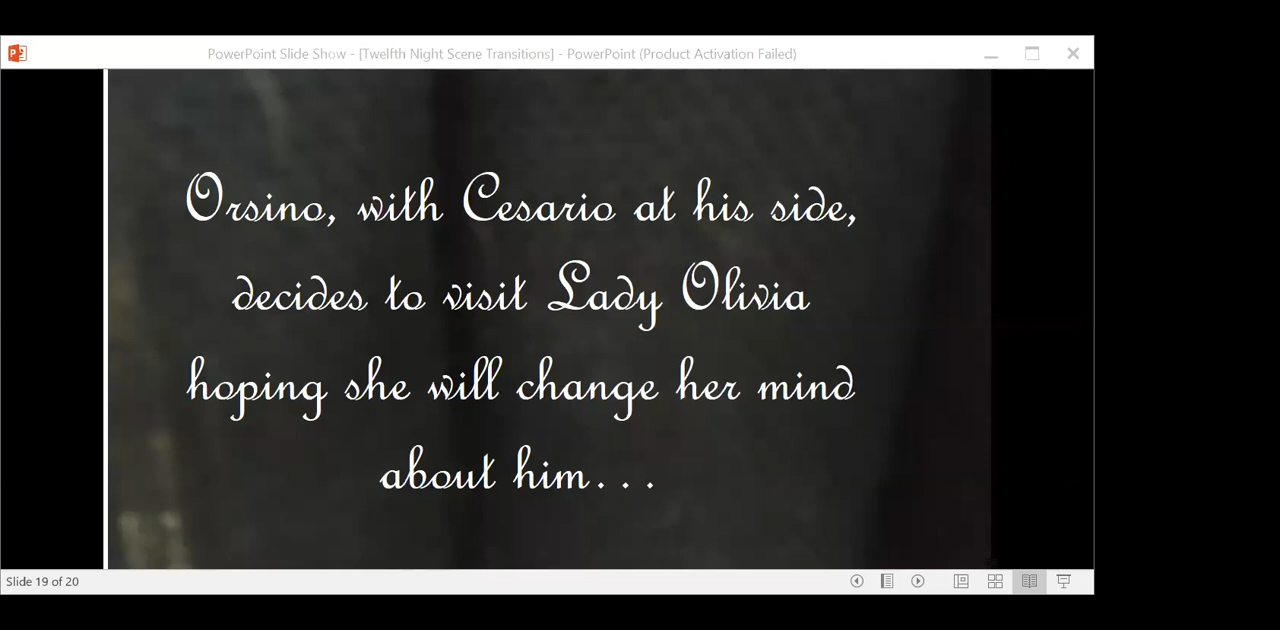 PowerPoint Slide Show - [Twelfth Night Scene Transitions] - PowerPoint (Product Activation Failed)
Orsino, with Cesario at his side,
decides to visit Lady Olivia
hoping she will change her mind
about him...
Slide 19 of 20